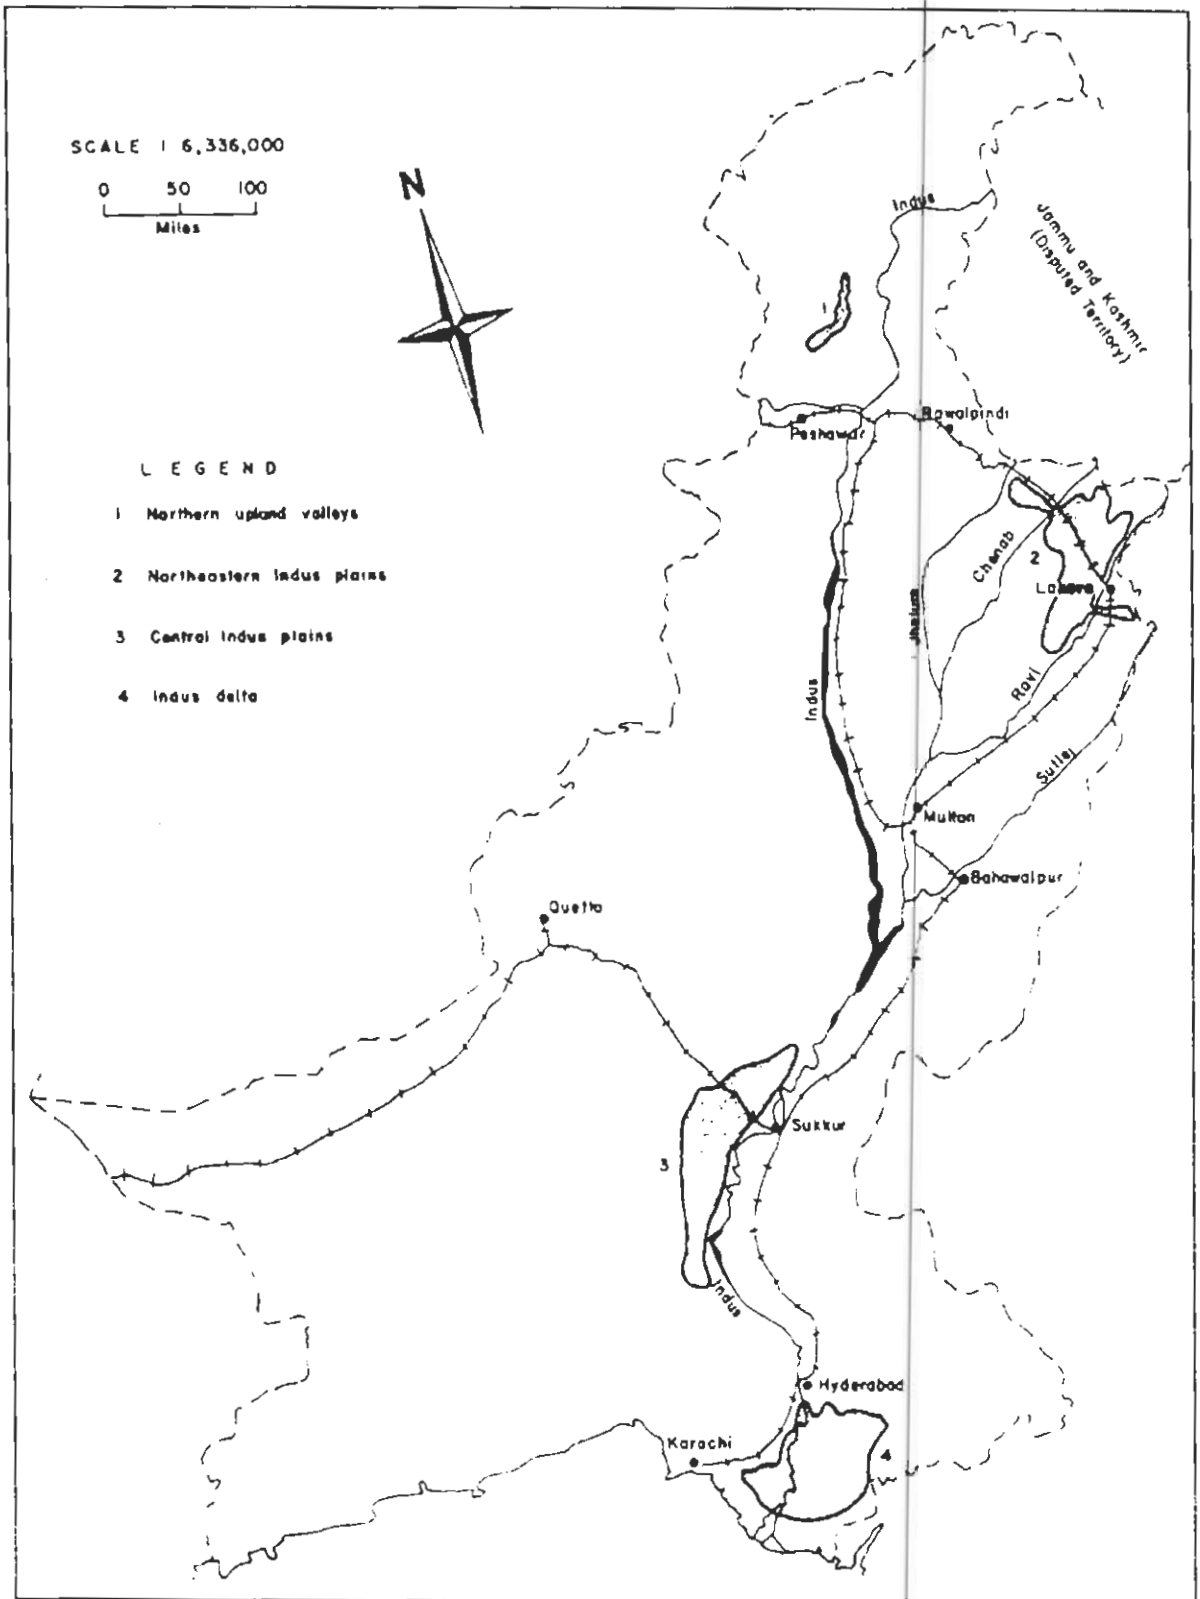 SCALE 1 6,336,000
0 50 100
Miles
N
LEGEND
1 Northern upland valleys
2 Northeastern Indus plains
3 Central Indus plains
4 Indus delta
Indus
Jammu and Kashmir
(Disputed Territory)
1
Peshawar
Rawalpindi
Chenab
2
Lahore
Jhelum
Indus
Ravi
Sutlej
Multan
Bahawalpur
Quetta
Sukkur
3
Indus
Hyderabad
Karachi
4